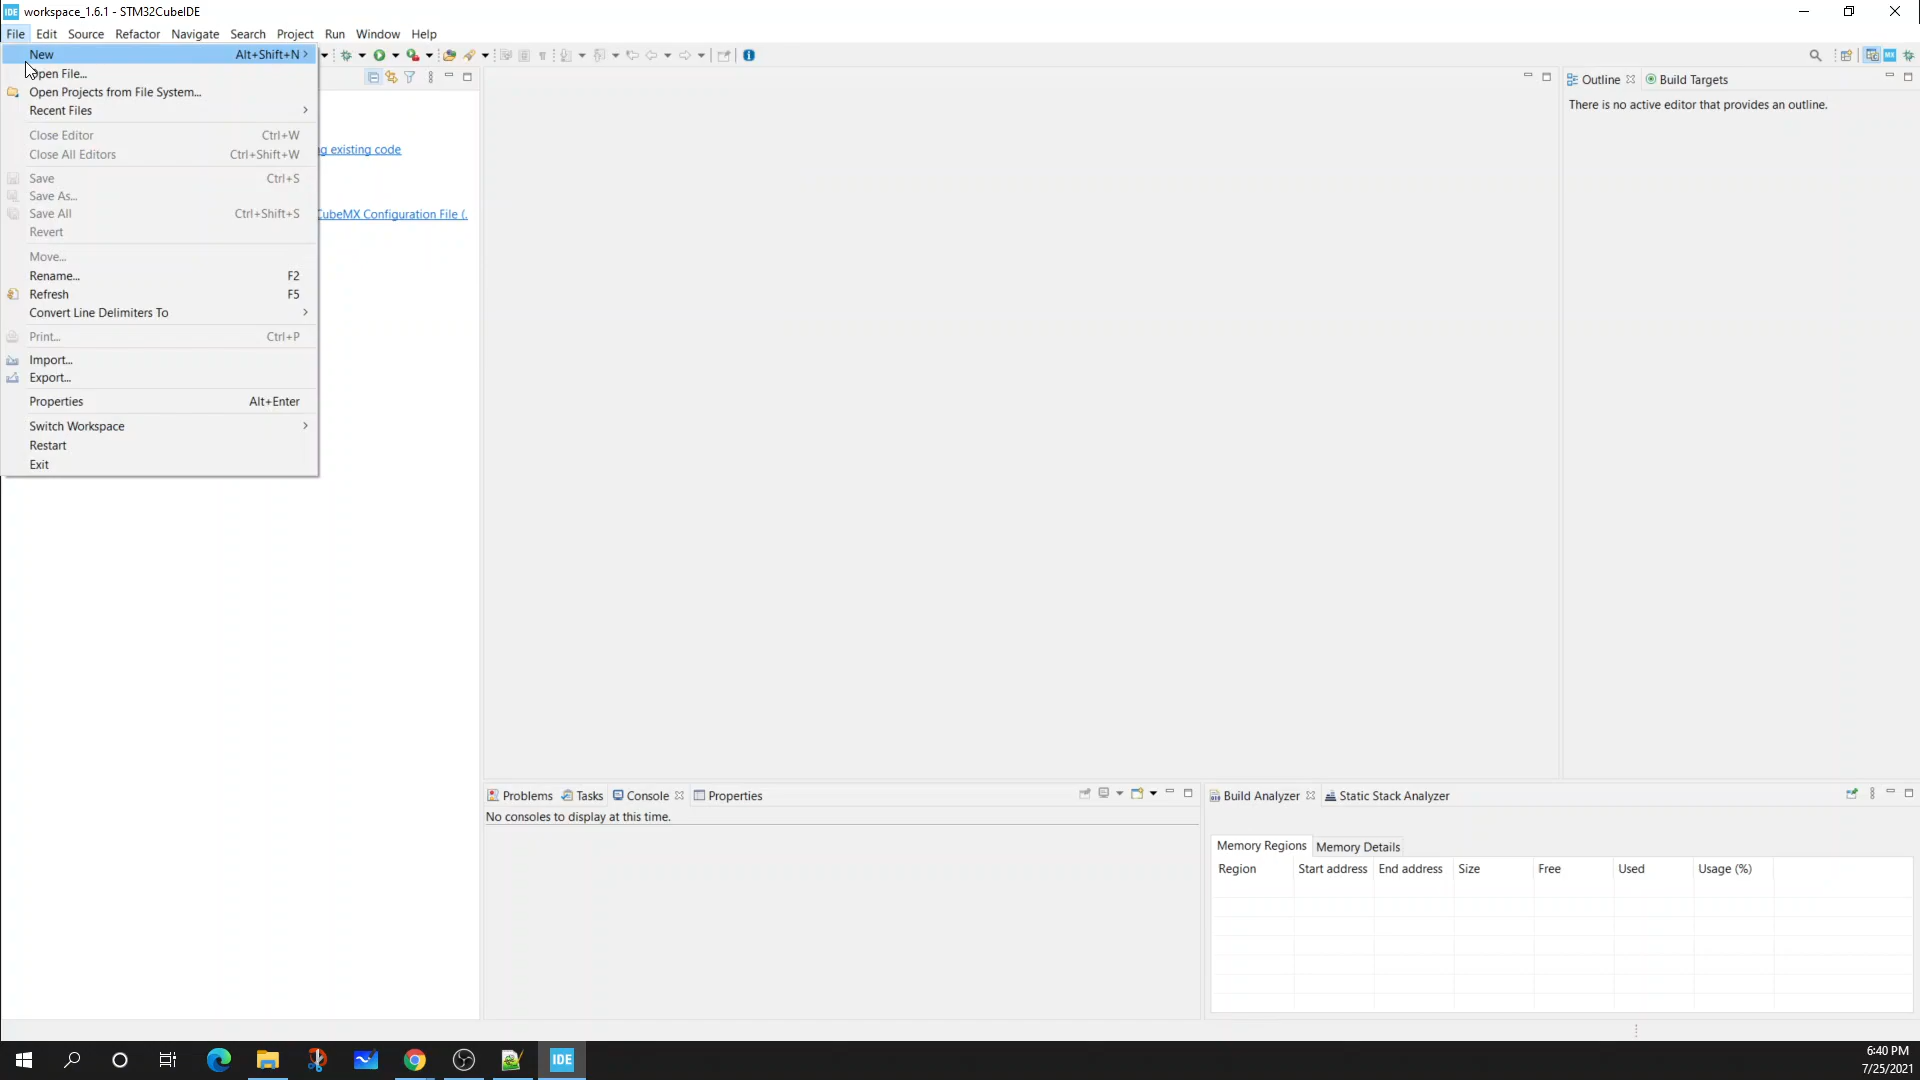 IDE workspace_1.6.1 - STM32CubeIDE
File Edit Source Refactor Navigate Search Project Run Window Help
New Alt+Shift+N
Open File...
Open Projects from File System...
Recent Files
Close Editor Ctrl+W
Close All Editors Ctrl+Shift+W
Save Ctrl+S
Save As...
Save All Ctrl+Shift+S
Revert
Move...
Rename... F2
Refresh F5
Convert Line Delimiters To
Print... Ctrl+P
Import...
Export...
Properties Alt+Enter
Switch Workspace
Restart
Exit
g existing code
CubeMX Configuration File (.
MX
Outline Build Targets
There is no active editor that provides an outline.
Problems Tasks Console Properties
No consoles to display at this time.
Build Analyzer Static Stack Analyzer
Memory Regions Memory Details
Region Start address End address Size Free Used Usage (%)
IDE
6:40 PM
7/25/2021